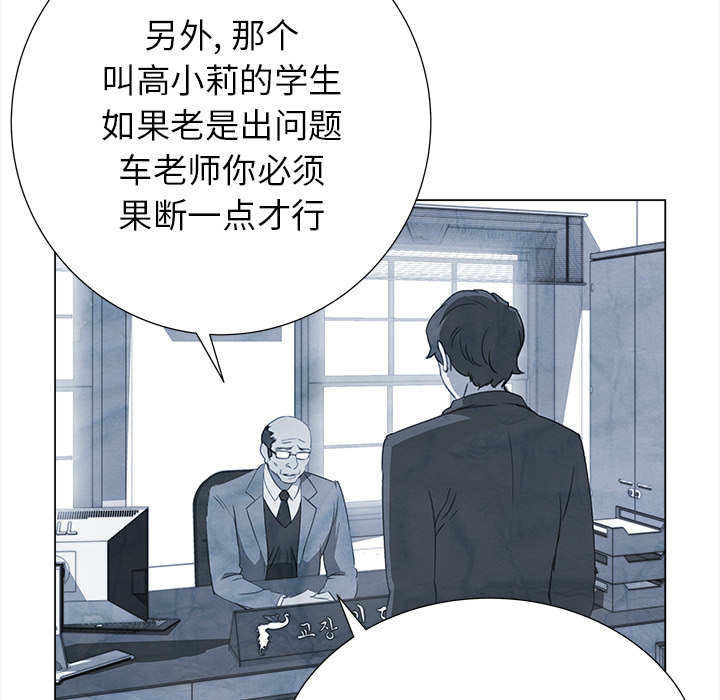 另外, 那个
叫高小莉的学生
如果老是出问题
车老师你必须
果断一点才行
LL
교장